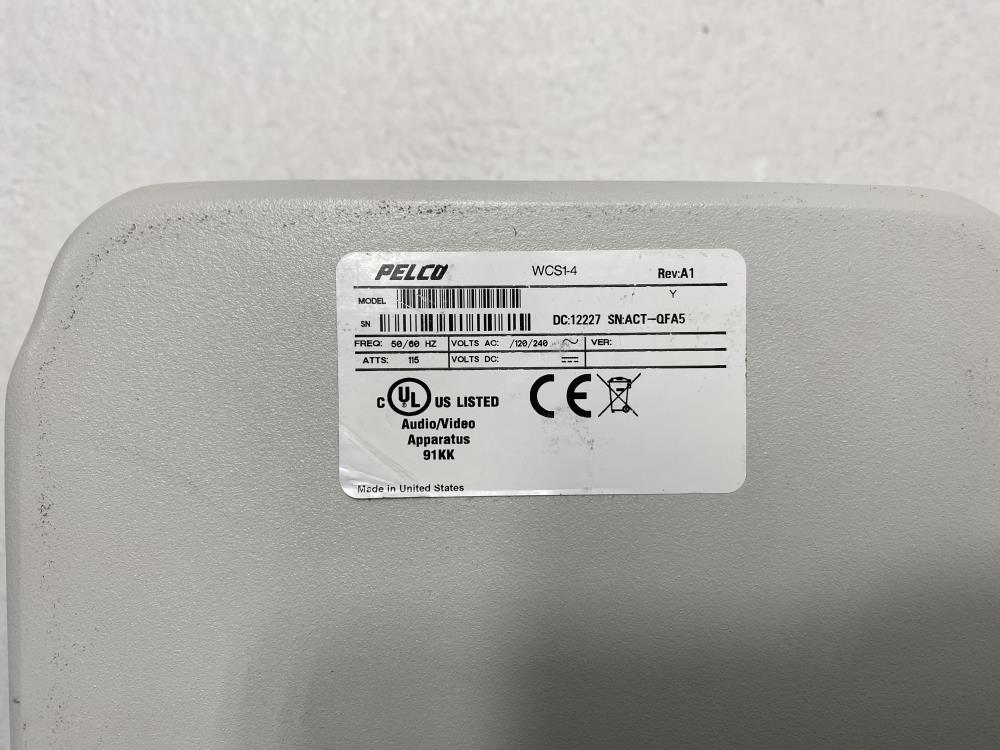 PELCO WCS1-4 Rev:A1
MODEL Y
SN DC:12227 SN:ACT-QFA5
FREQ: 50/60 HZ VOLTS AC: /120/240 VER:
ATTS: 115 VOLTS DC:
C UL US LISTED CE
Audio/Video
Apparatus
91KK
Made in United States